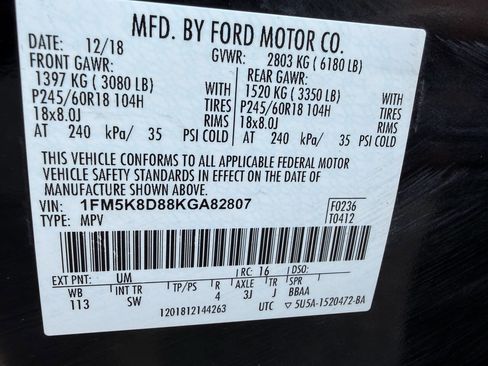 MFD. BY FORD MOTOR CO.
DATE: 12/18 GVWR: 2803 KG ( 6180 LB)
FRONT GAWR: REAR GAWR:
1397 KG ( 3080 LB) 1520 KG ( 3350 LB)
P245/60R18 104H TIRES P245/60R18 104H TIRES
18x8.0J RIMS 18x8.0J RIMS
AT 240 kPa/ 35 PSI COLD AT 240 kPa/ 35 PSI COLD
THIS VEHICLE CONFORMS TO ALL APPLICABLE FEDERAL MOTOR
VEHICLE SAFETY STANDARDS IN EFFECT ON THE DATE OF
MANUFACTURE SHOWN ABOVE.
VIN: 1FM5K8D88KGA82807 F0236
TYPE: MPV T0412
EXT PNT: UM RC: 16 DSO:
WB INT TR TP/PS R AXLE TR SPR
113 SW 4 3J J BBAA
1201812144263 UTC ▽ 5U5A-1520472-BA